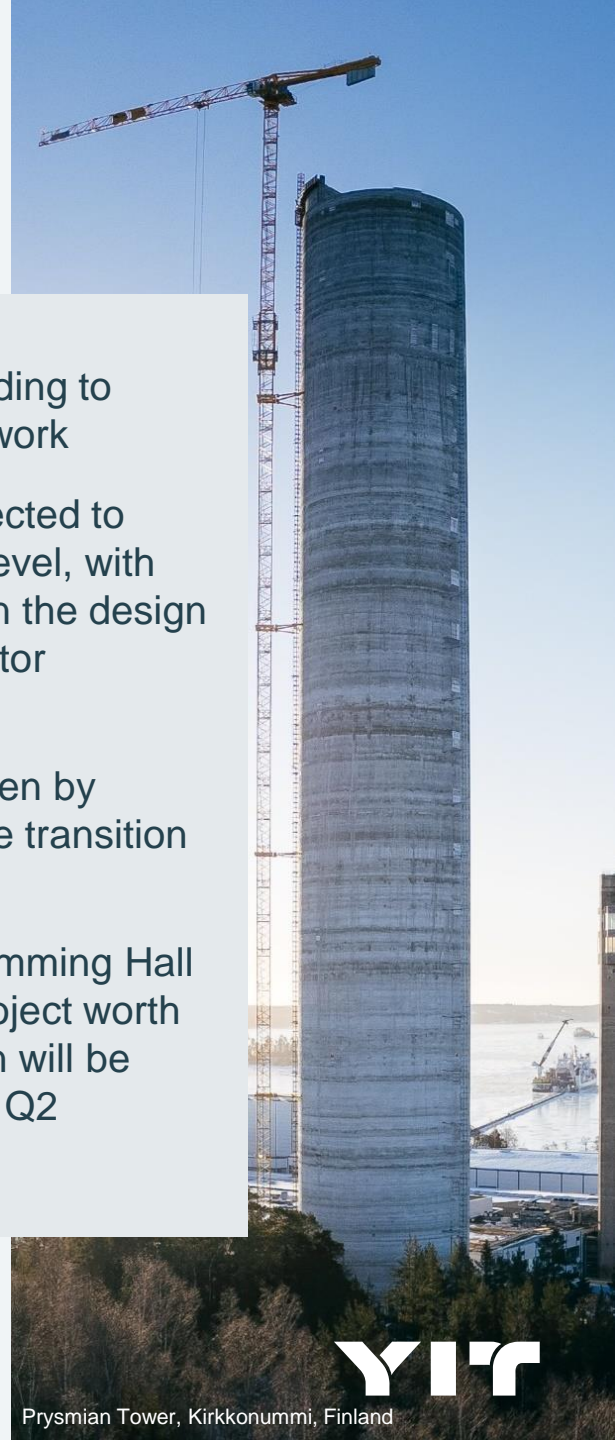 ding to
work
ected to
evel, with
n the design
tor
en by
e transition
mming Hall
oject worth
n will be
Q2
YIT
Prysmian Tower, Kirkkonummi, Finland